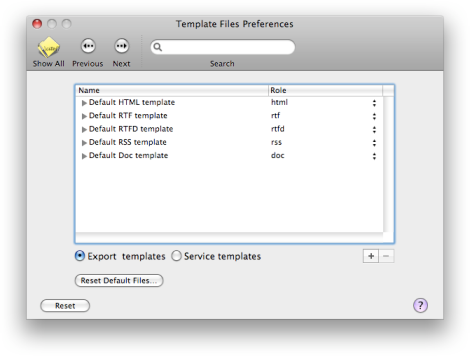 Template Files Preferences
Show All Previous Next Search
Name Role
Default HTML template html
Default RTF template rtf
Default RTFD template rtfd
Default RSS template rss
Default Doc template doc
Export templates Service templates + −
Reset Default Files...
Reset ?